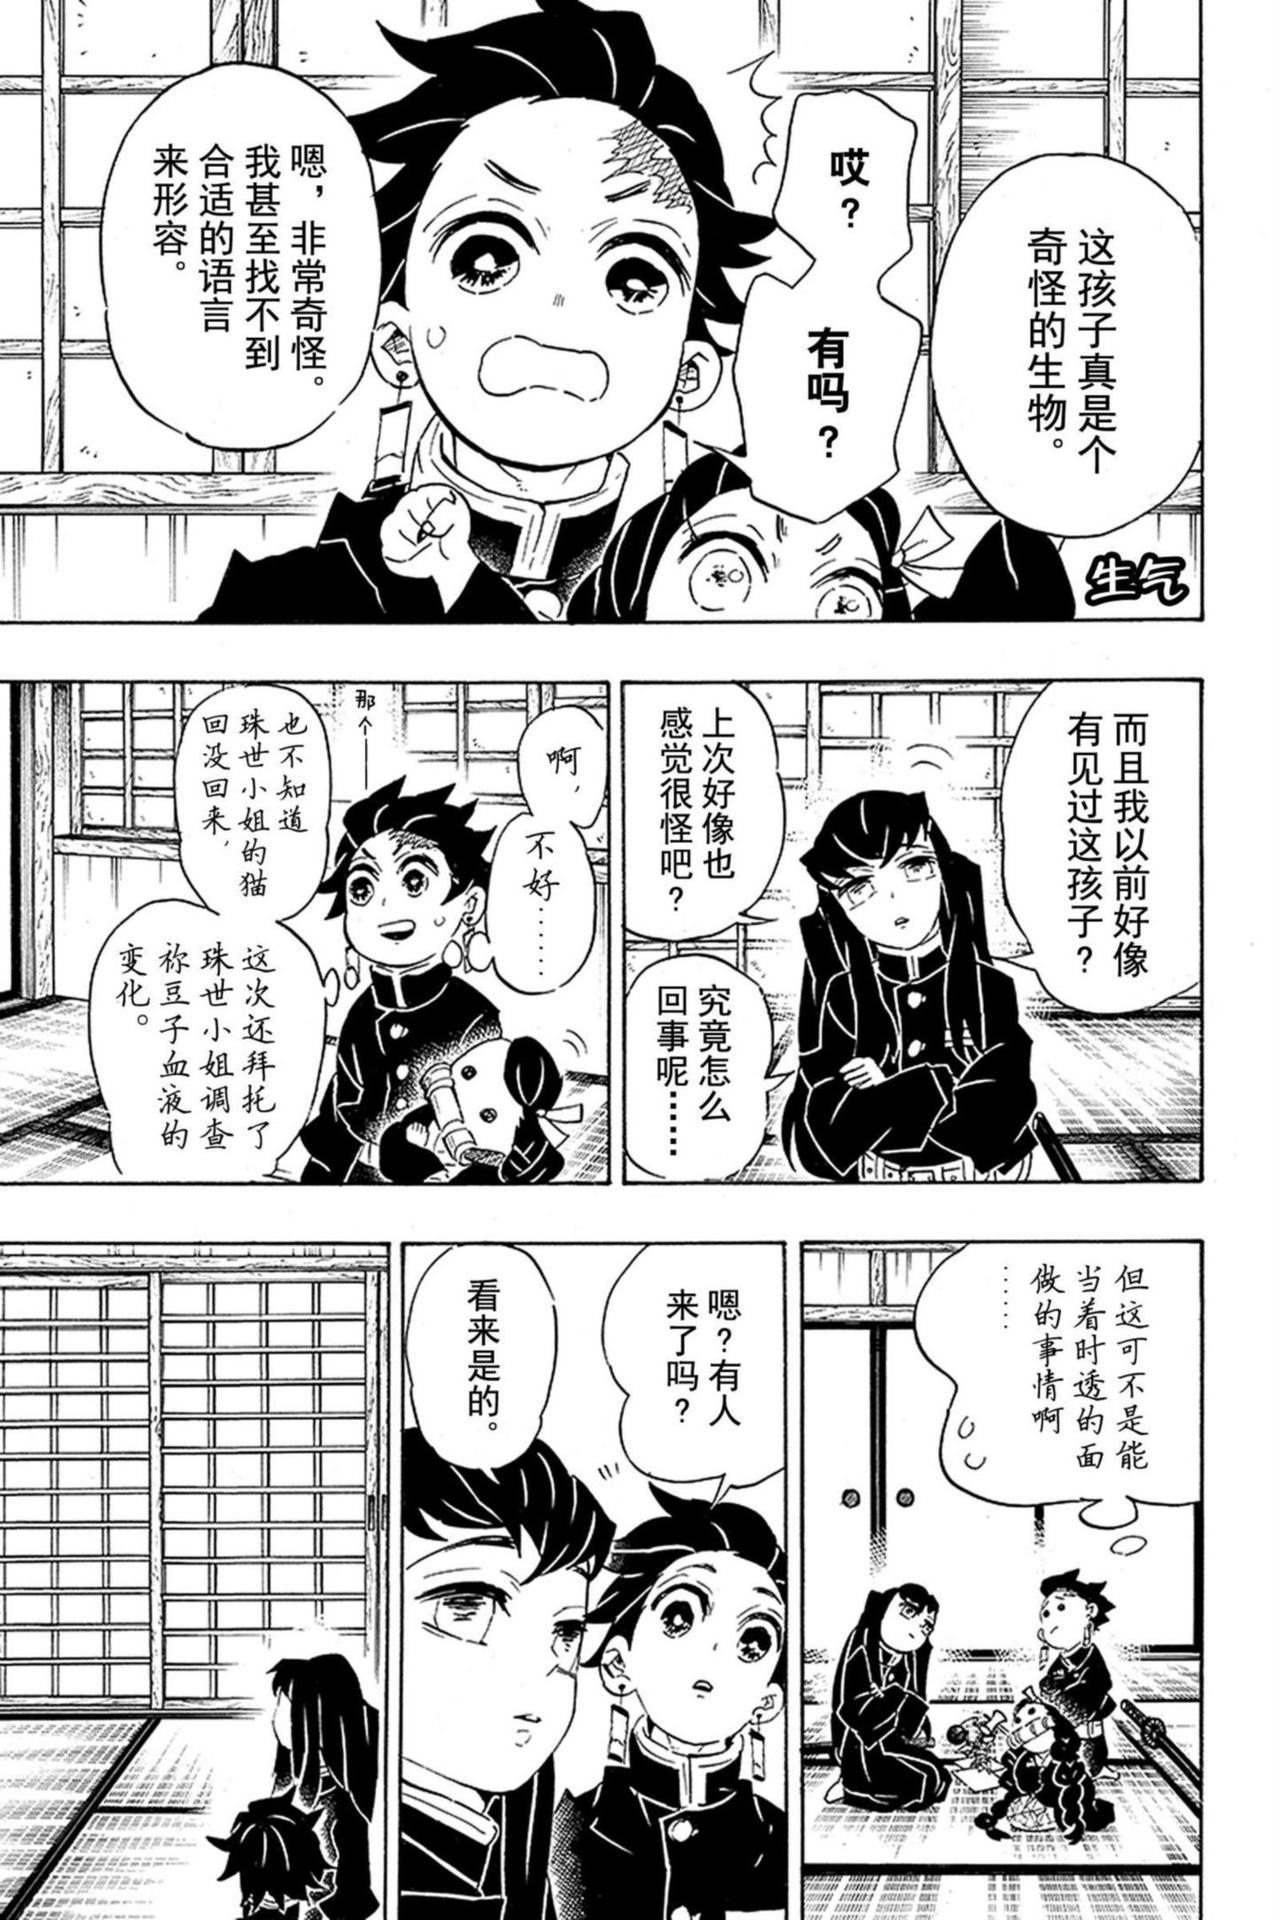 这孩子真是个
奇怪的生物。
哎？
有吗？
嗯，非常奇怪。
我甚至找不到
合适的语言
来形容。
生气
而且我以前好像
有见过这孩子？
上次好像也
感觉很怪吧？
究竟怎么
回事呢……
啊，
不好……
那个—
也不知道
珠世小姐的猫
回没回来，
这次还拜托了
珠世小姐调查
祢豆子血液的
变化。
但这可不是能
当着时透的面
做的事情啊
……
嗯？有人
来了吗？
看来是的。